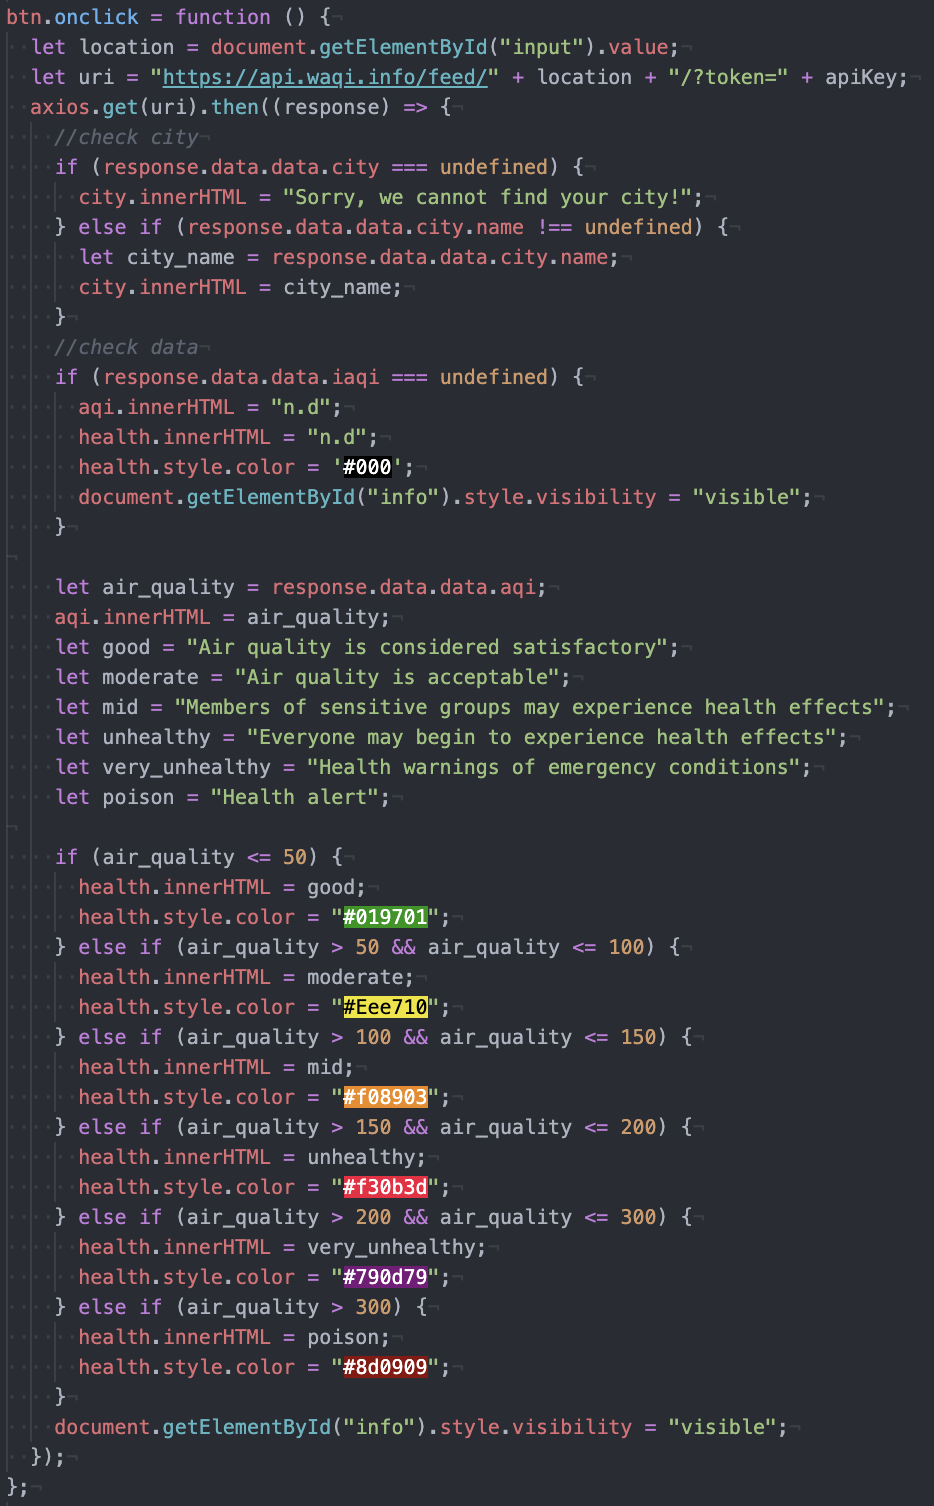 btn.onclick = function () {
let location = document.getElementById("input").value;
let uri = "https://api.waqi.info/feed/" + location + "/?token=" + apiKey;
axios.get(uri).then((response) => {
//check city
if (response.data.data.city === undefined) {
city.innerHTML = "Sorry, we cannot find your city!";
} else if (response.data.data.city.name !== undefined) {
let city_name = response.data.data.city.name;
city.innerHTML = city_name;
}
//check data
if (response.data.data.iaqi === undefined) {
aqi.innerHTML = "n.d";
health.innerHTML = "n.d";
health.style.color = '#000';
document.getElementById("info").style.visibility = "visible";
}
let air_quality = response.data.data.aqi;
aqi.innerHTML = air_quality;
let good = "Air quality is considered satisfactory";
let moderate = "Air quality is acceptable";
let mid = "Members of sensitive groups may experience health effects";
let unhealthy = "Everyone may begin to experience health effects";
let very_unhealthy = "Health warnings of emergency conditions";
let poison = "Health alert";
if (air_quality <= 50) {
health.innerHTML = good;
health.style.color = "#019701";
} else if (air_quality > 50 && air_quality <= 100) {
health.innerHTML = moderate;
health.style.color = "#Eee710";
} else if (air_quality > 100 && air_quality <= 150) {
health.innerHTML = mid;
health.style.color = "#f08903";
} else if (air_quality > 150 && air_quality <= 200) {
health.innerHTML = unhealthy;
health.style.color = "#f30b3d";
} else if (air_quality > 200 && air_quality <= 300) {
health.innerHTML = very_unhealthy;
health.style.color = "#790d79";
} else if (air_quality > 300) {
health.innerHTML = poison;
health.style.color = "#8d0909";
}
document.getElementById("info").style.visibility = "visible";
});
};